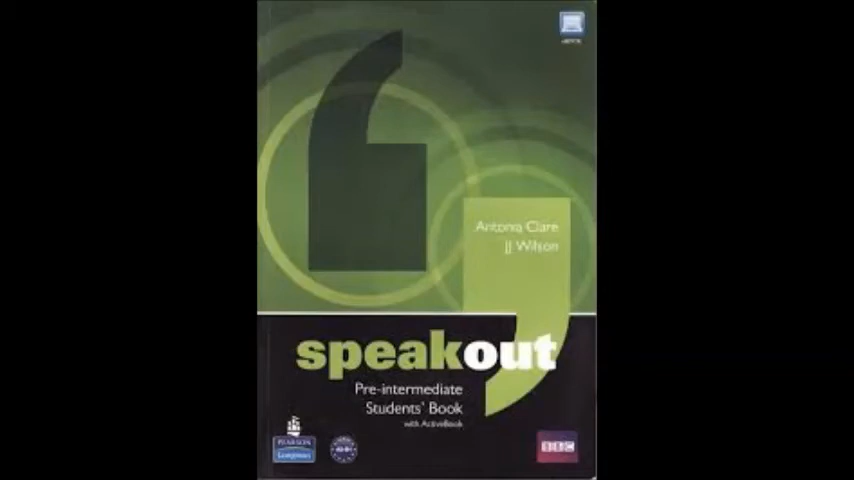 Antonia Clare
JJ Wilson
speakout
Pre-intermediate
Students' Book
with ActiveBook
PEARSON
Longman
BBC